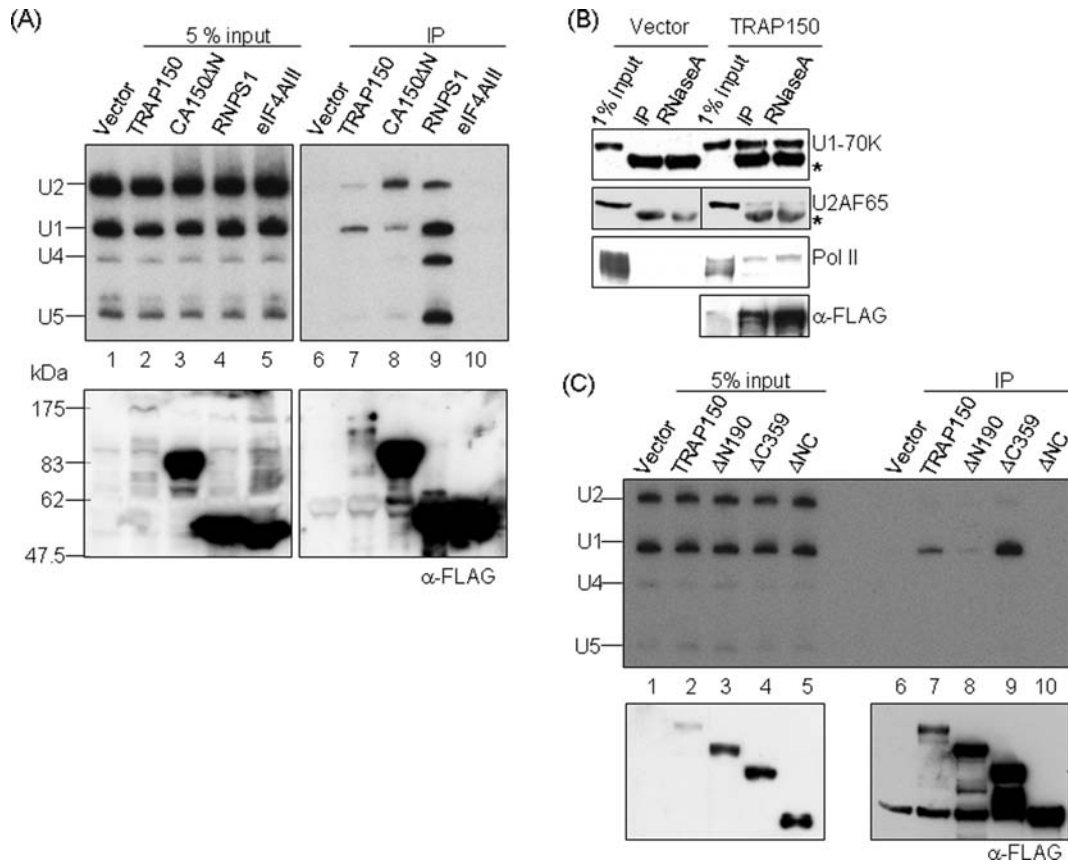 (A)
5 % input
IP
Vector
TRAP150
CA150ΔN
RNPS1
eIF4AIII
Vector
TRAP150
CA150ΔN
RNPS1
eIF4AIII
U2
U1
U4
U5
1 2 3 4 5 6 7 8 9 10
kDa
175
83
62
47.5
α-FLAG
(B)
Vector
TRAP150
1% Input
IP
RNaseA
1% Input
IP
RNaseA
U1-70K
*
U2AF65
*
Pol II
α-FLAG
(C)
5% input
IP
Vector
TRAP150
ΔN190
ΔC359
ΔNC
Vector
TRAP150
ΔN190
ΔC359
ΔNC
U2
U1
U4
U5
1 2 3 4 5 6 7 8 9 10
α-FLAG